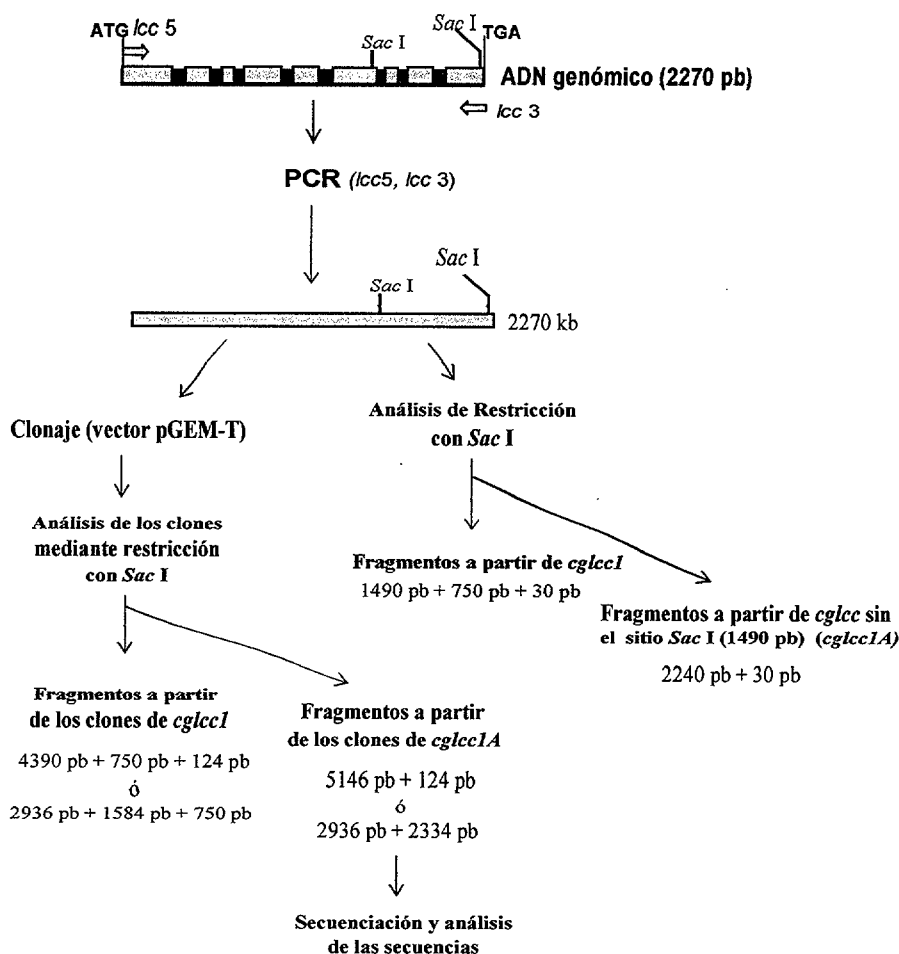 ATG lcc 5
Sac I
Sac I TGA
ADN genómico (2270 pb)
lcc 3
PCR (lcc5, lcc 3)
Sac I
Sac I
2270 kb
Clonaje (vector pGEM-T)
Análisis de Restricción
con Sac I
Análisis de los clones
mediante restricción
con Sac I
Fragmentos a partir de cglcc1
1490 pb + 750 pb + 30 pb
Fragmentos a partir de cglcc sin
el sitio Sac I (1490 pb) (cglcc1A)
2240 pb + 30 pb
Fragmentos a partir
de los clones de cglcc1
4390 pb + 750 pb + 124 pb
ó
2936 pb + 1584 pb + 750 pb
Fragmentos a partir
de los clones de cglcc1A
5146 pb + 124 pb
ó
2936 pb + 2334 pb
Secuenciación y análisis
de las secuencias